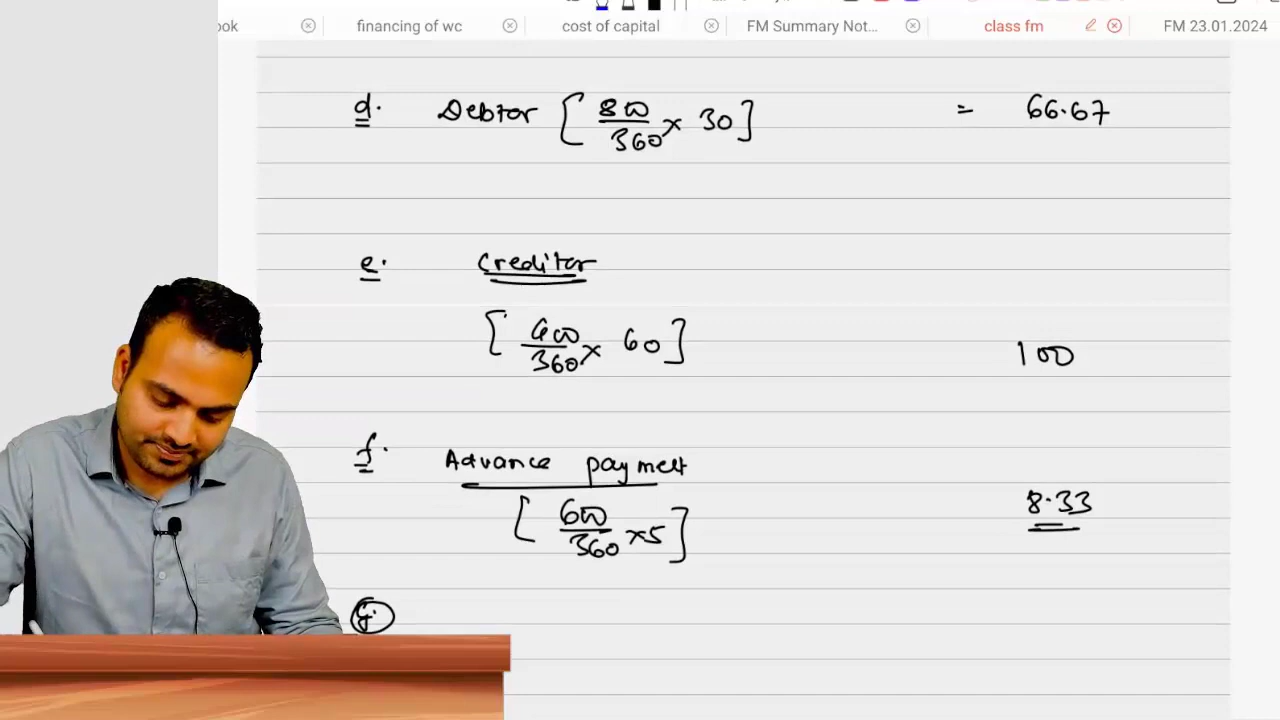 ook financing of wc cost of capital FM Summary Not... class fm FM 23.01.2024
d. Debtor [ 800/360 x 30 ] = 66.67
e. Creditor
[ 600/360 x 60 ] 100
f. Advance paymet
[ 600/360 x 5 ] 8.33
g.